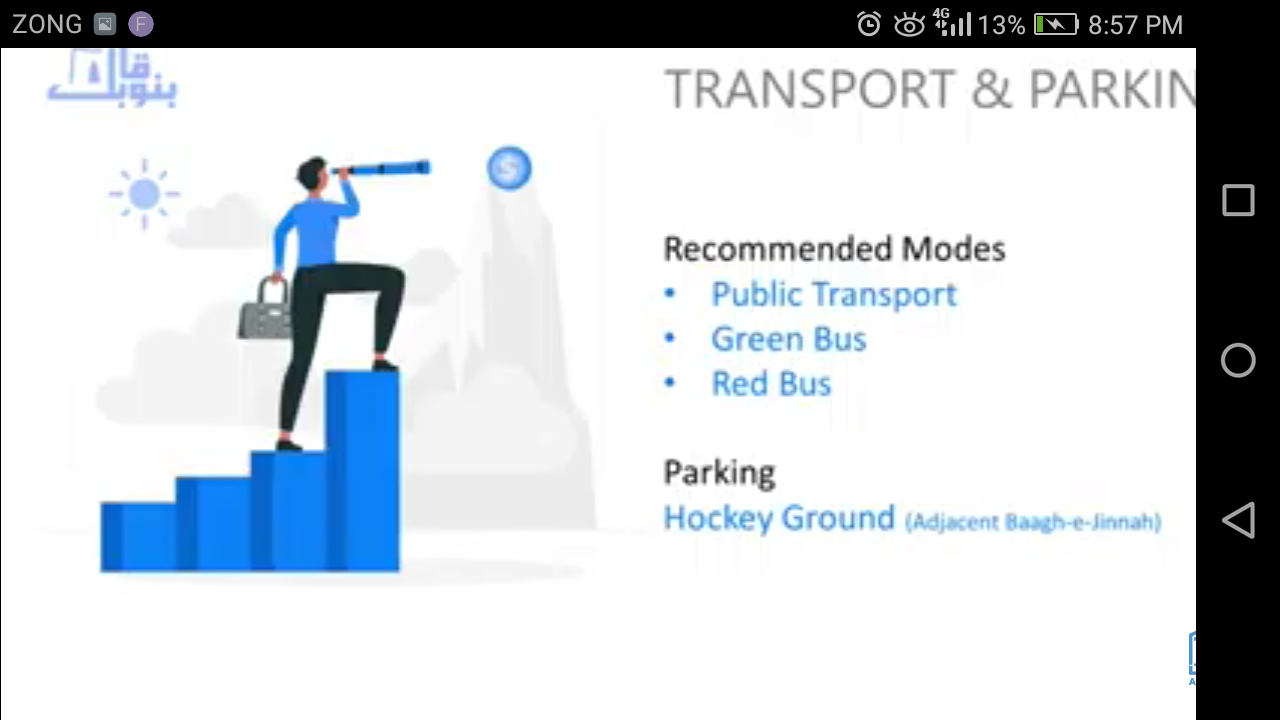 ZONG F 4G 13% 8:57 PM
بنو قابل
TRANSPORT & PARKIN
$
Recommended Modes
• Public Transport
• Green Bus
• Red Bus
Parking
Hockey Ground (Adjacent Baagh-e-Jinnah)
A